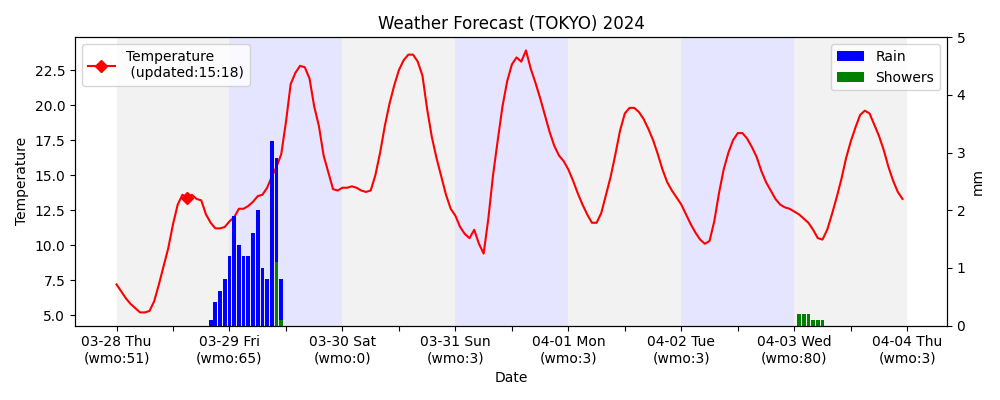 Weather Forecast (TOKYO) 2024
Temperature
(updated:15:18)
Rain
Showers
Temperature
22.5
20.0
17.5
15.0
12.5
10.0
7.5
5.0
5
4
3
2
1
0
mm
03-28 Thu
(wmo:51)
03-29 Fri
(wmo:65)
03-30 Sat
(wmo:0)
03-31 Sun
(wmo:3)
04-01 Mon
(wmo:3)
04-02 Tue
(wmo:3)
04-03 Wed
(wmo:80)
04-04 Thu
(wmo:3)
Date